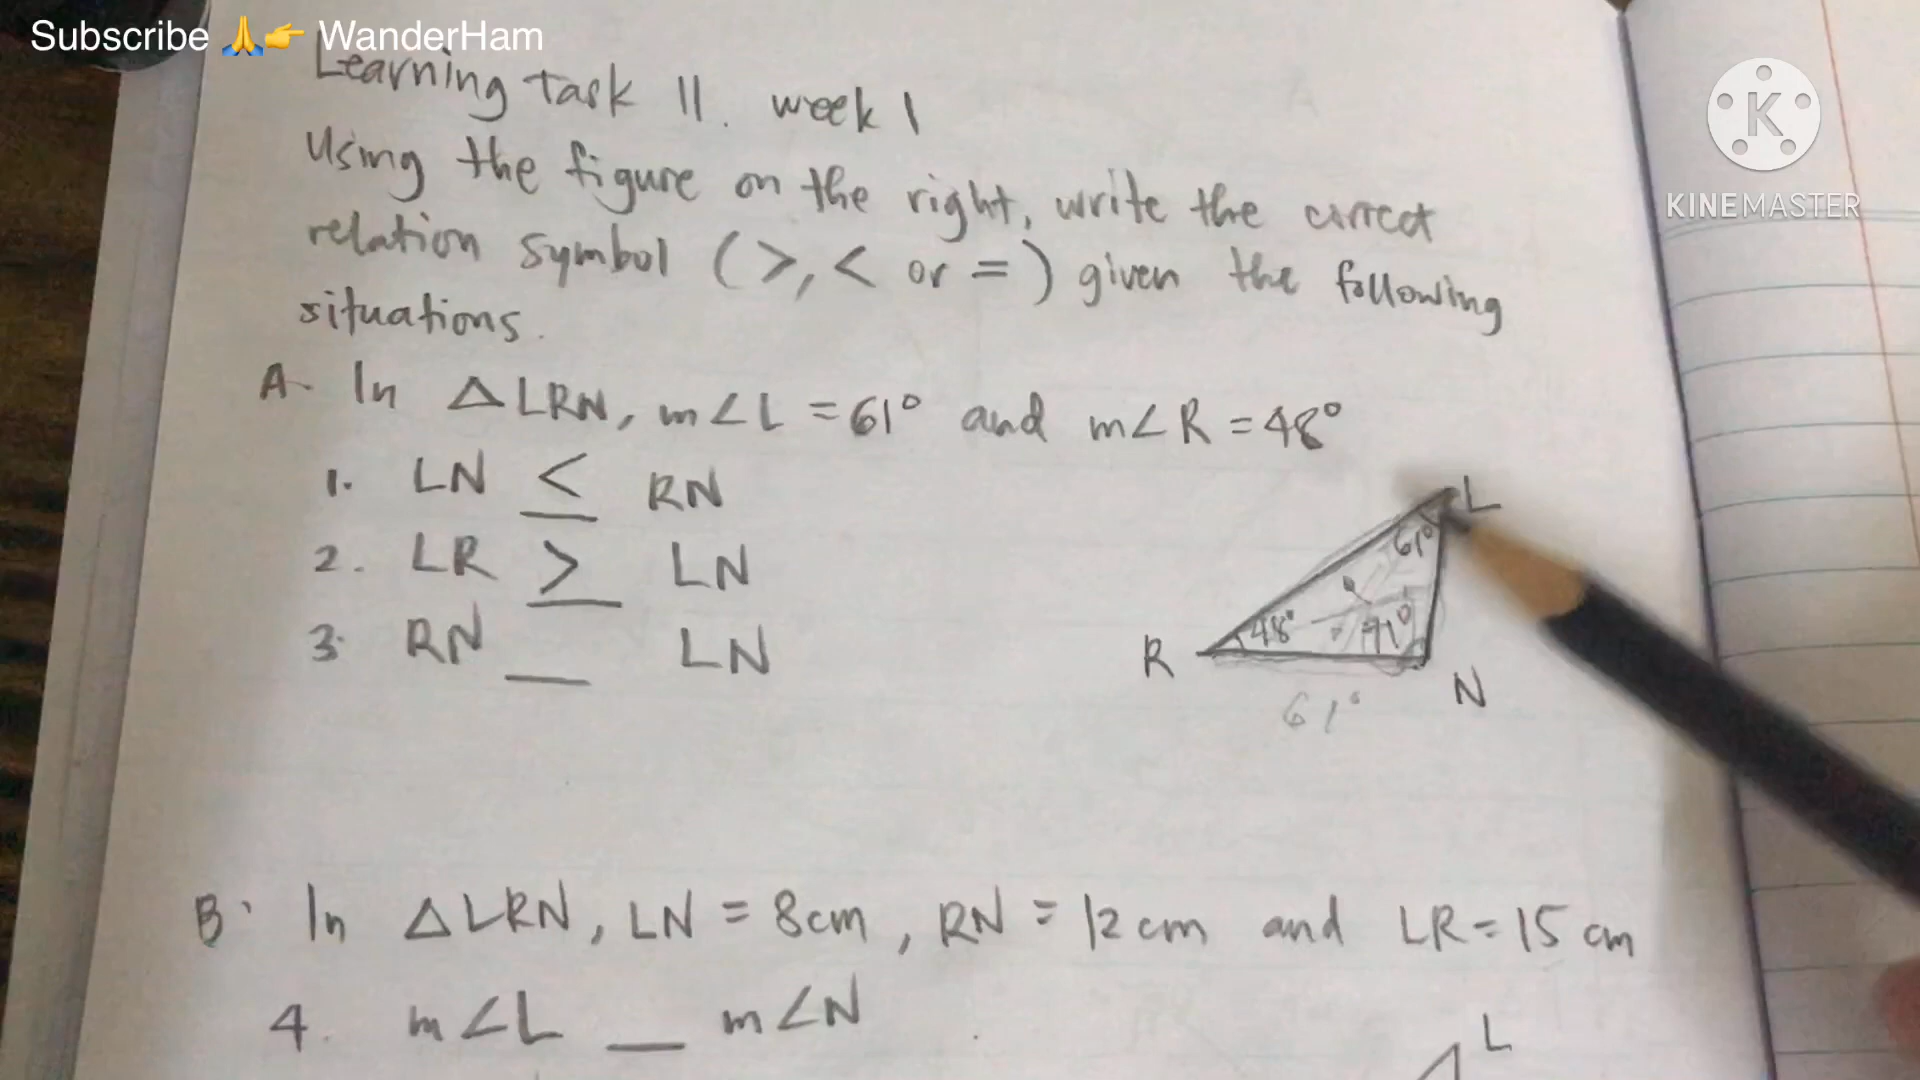 Subscribe 🙏👉 WanderHam
K
KINEMASTER
Learning Task 11. week 1
Using the figure on the right, write the correct
relation symbol (>, < or = ) given the following
situations.
A. In △LRN, m∠L = 61° and m∠R = 48°
1. LN < RN
2. LR > LN
3. RN __ LN
L
61°
48° 71°
R
N
61°
B. In △LRN, LN = 8cm, RN = 12 cm and LR = 15 cm
4. m∠L __ m∠N
L